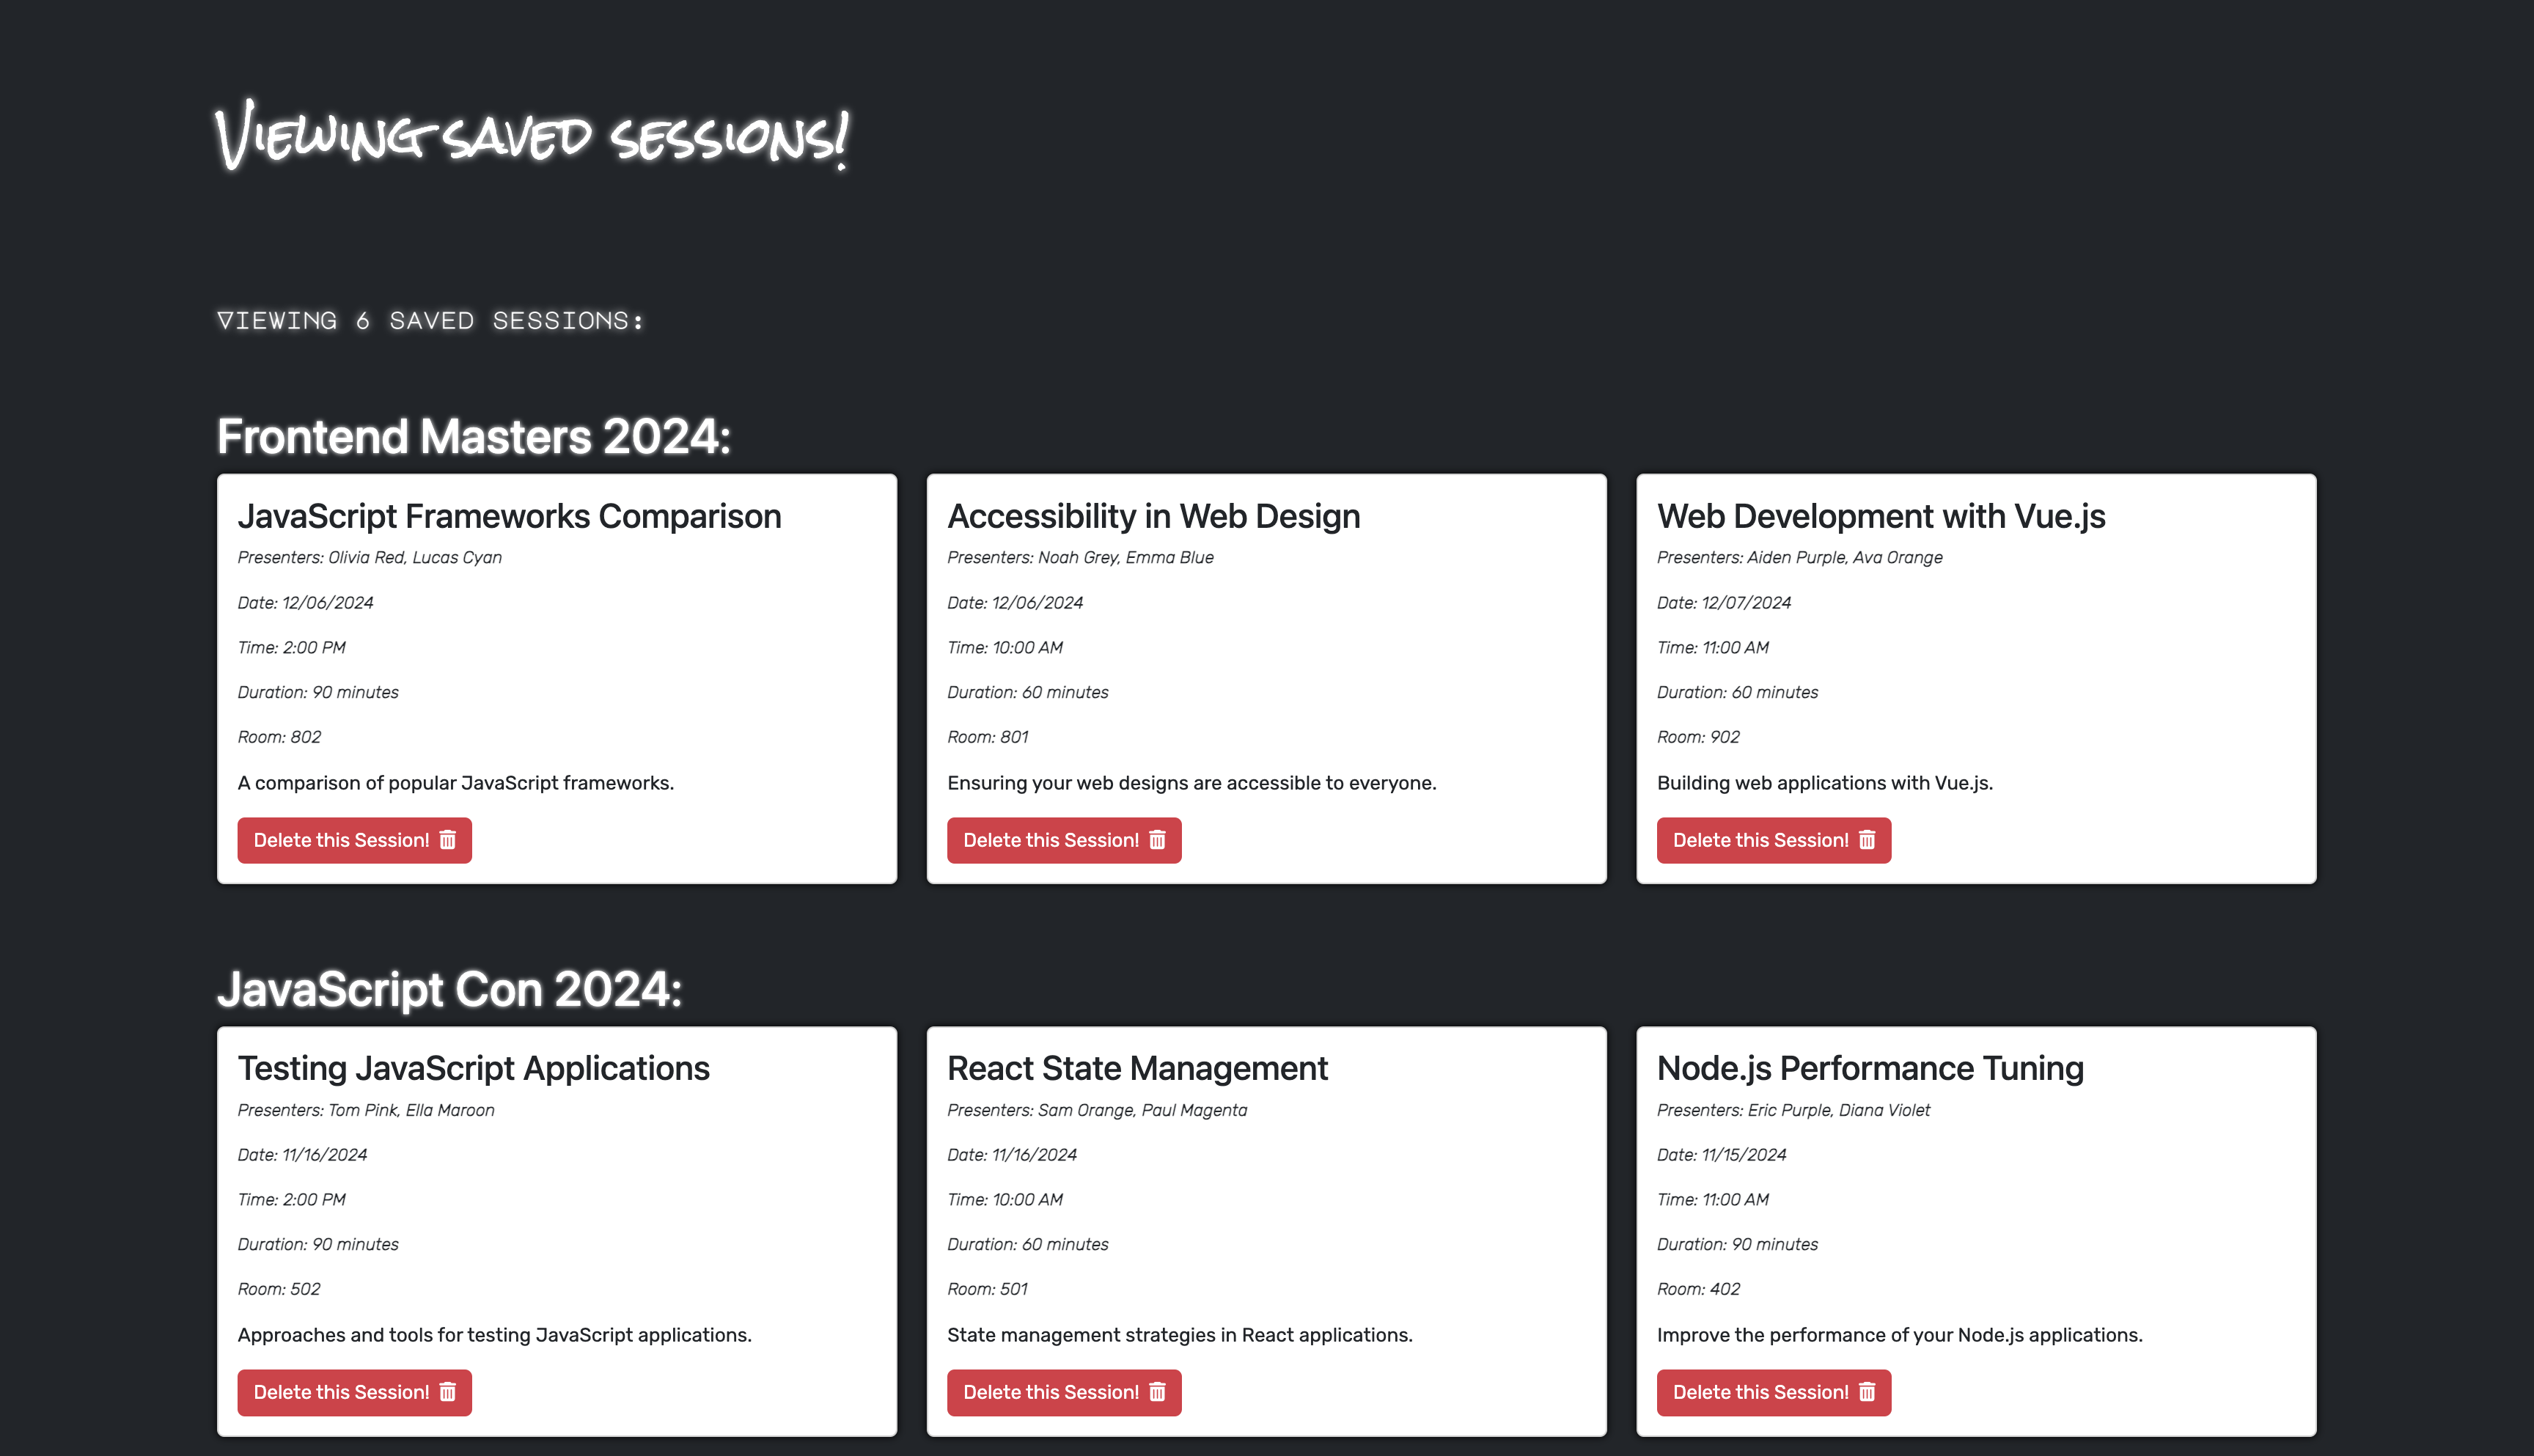 Viewing saved sessions!
VIEWING 6 SAVED SESSIONS:
Frontend Masters 2024:
JavaScript Frameworks Comparison
Presenters: Olivia Red, Lucas Cyan
Date: 12/06/2024
Time: 2:00 PM
Duration: 90 minutes
Room: 802
A comparison of popular JavaScript frameworks.
Delete this Session!
Accessibility in Web Design
Presenters: Noah Grey, Emma Blue
Date: 12/06/2024
Time: 10:00 AM
Duration: 60 minutes
Room: 801
Ensuring your web designs are accessible to everyone.
Delete this Session!
Web Development with Vue.js
Presenters: Aiden Purple, Ava Orange
Date: 12/07/2024
Time: 11:00 AM
Duration: 60 minutes
Room: 902
Building web applications with Vue.js.
Delete this Session!
JavaScript Con 2024:
Testing JavaScript Applications
Presenters: Tom Pink, Ella Maroon
Date: 11/16/2024
Time: 2:00 PM
Duration: 90 minutes
Room: 502
Approaches and tools for testing JavaScript applications.
Delete this Session!
React State Management
Presenters: Sam Orange, Paul Magenta
Date: 11/16/2024
Time: 10:00 AM
Duration: 60 minutes
Room: 501
State management strategies in React applications.
Delete this Session!
Node.js Performance Tuning
Presenters: Eric Purple, Diana Violet
Date: 11/15/2024
Time: 11:00 AM
Duration: 90 minutes
Room: 402
Improve the performance of your Node.js applications.
Delete this Session!